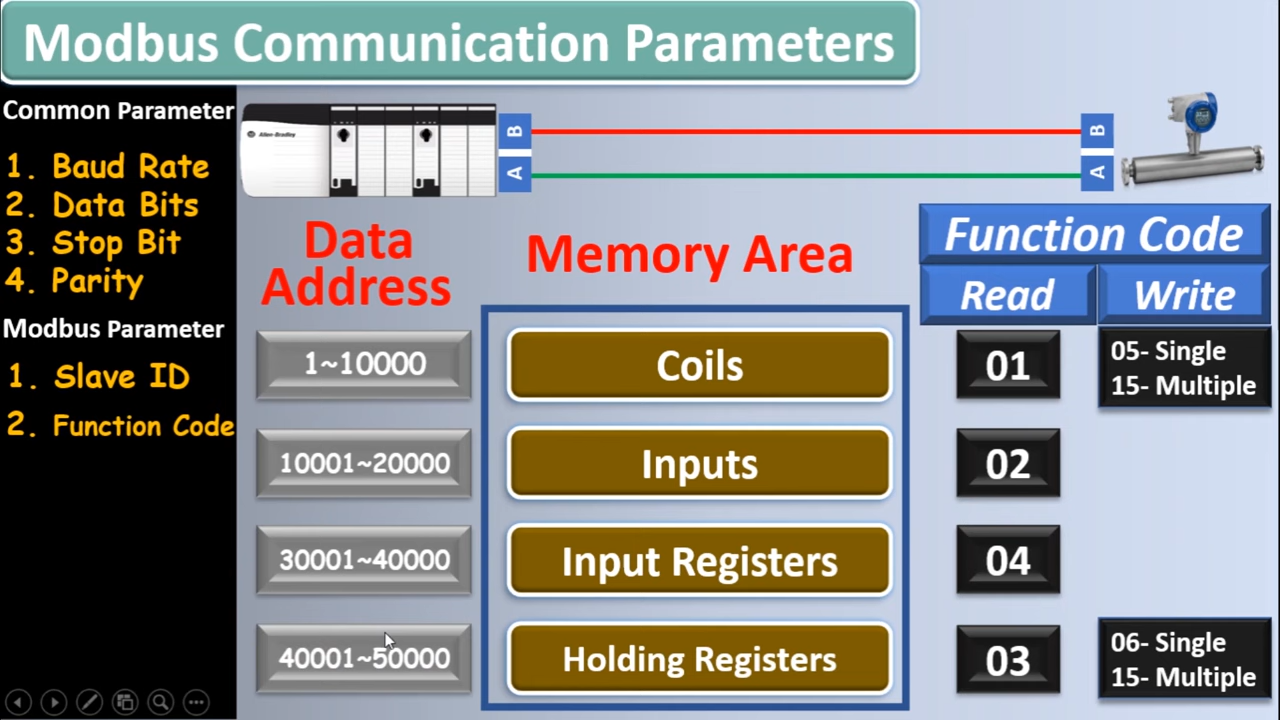 Modbus Communication Parameters
Common Parameter
1. Baud Rate
2. Data Bits
3. Stop Bit
4. Parity
Modbus Parameter
1. Slave ID
2. Function Code
Allen-Bradley
B
A
B
A
Data
Address
Memory Area
Function Code
Read Write
1~10000 Coils 01
05- Single
15- Multiple
10001~20000 Inputs 02
30001~40000 Input Registers 04
40001~50000 Holding Registers 03
06- Single
15- Multiple